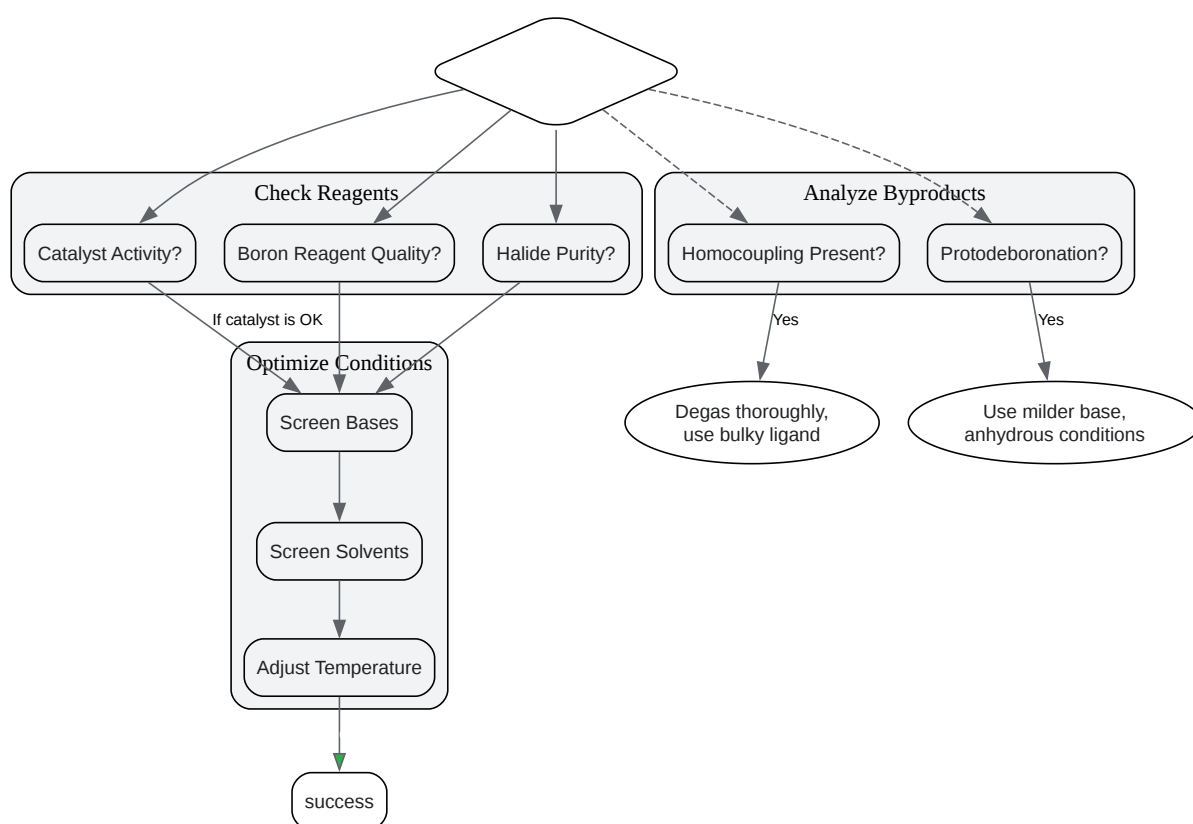 Check Reagents
Analyze Byproducts
Catalyst Activity?
Boron Reagent Quality?
Halide Purity?
Homocoupling Present?
Protodeboronation?
If catalyst is OK
Yes
Yes
Optimize Conditions
Screen Bases
Degas thoroughly,
use bulky ligand
Use milder base,
anhydrous conditions
Screen Solvents
Adjust Temperature
success